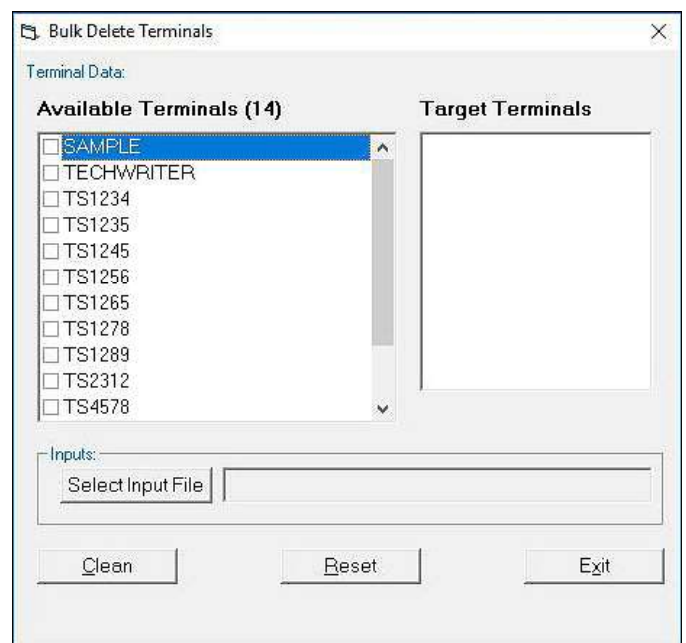 Bulk Delete Terminals
Terminal Data:
Available Terminals (14)
Target Terminals
SAMPLE
TECHWRITER
TS1234
TS1235
TS1245
TS1256
TS1265
TS1278
TS1289
TS2312
TS4578
Inputs:
Select Input File
Clean
Reset
Exit